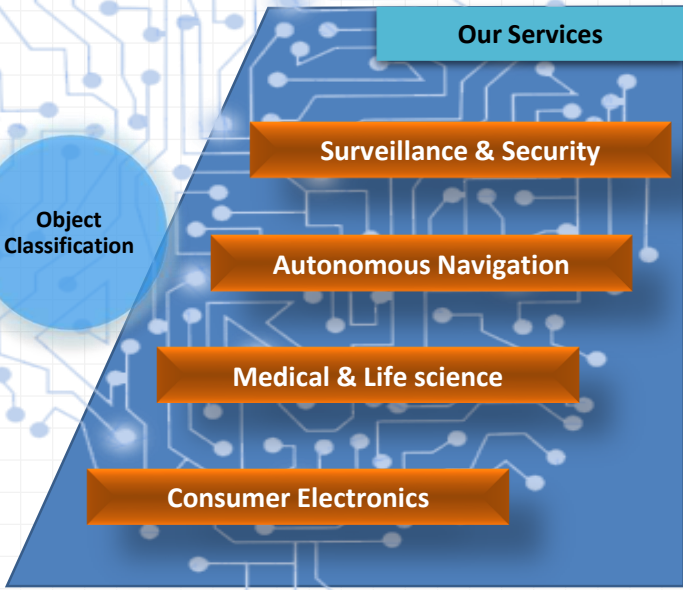 Our Services
Surveillance & Security
Object
Classification
Autonomous Navigation
Medical & Life science
Consumer Electronics